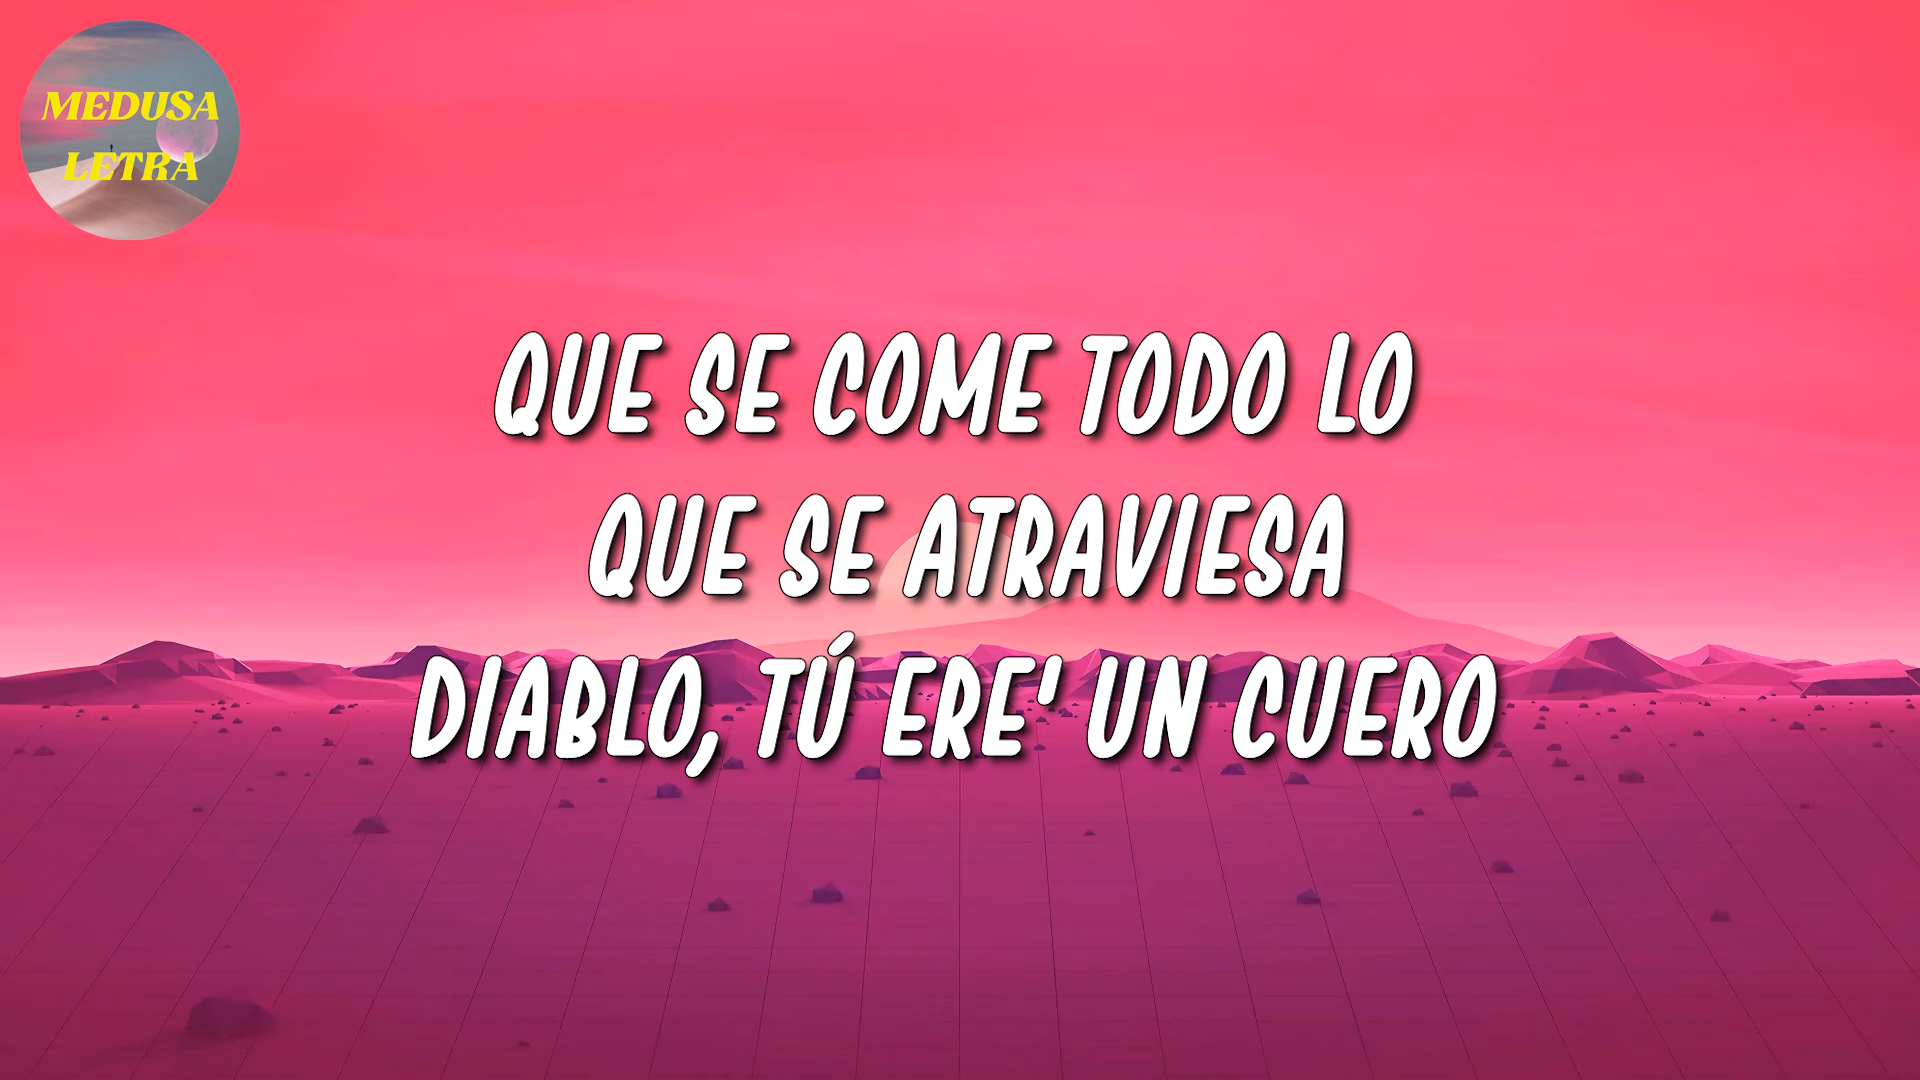 MEDUSA
LETRA
QUE SE COME TODO LO
QUE SE ATRAVIESA
DIABLO, TÚ ERE' UN CUERO